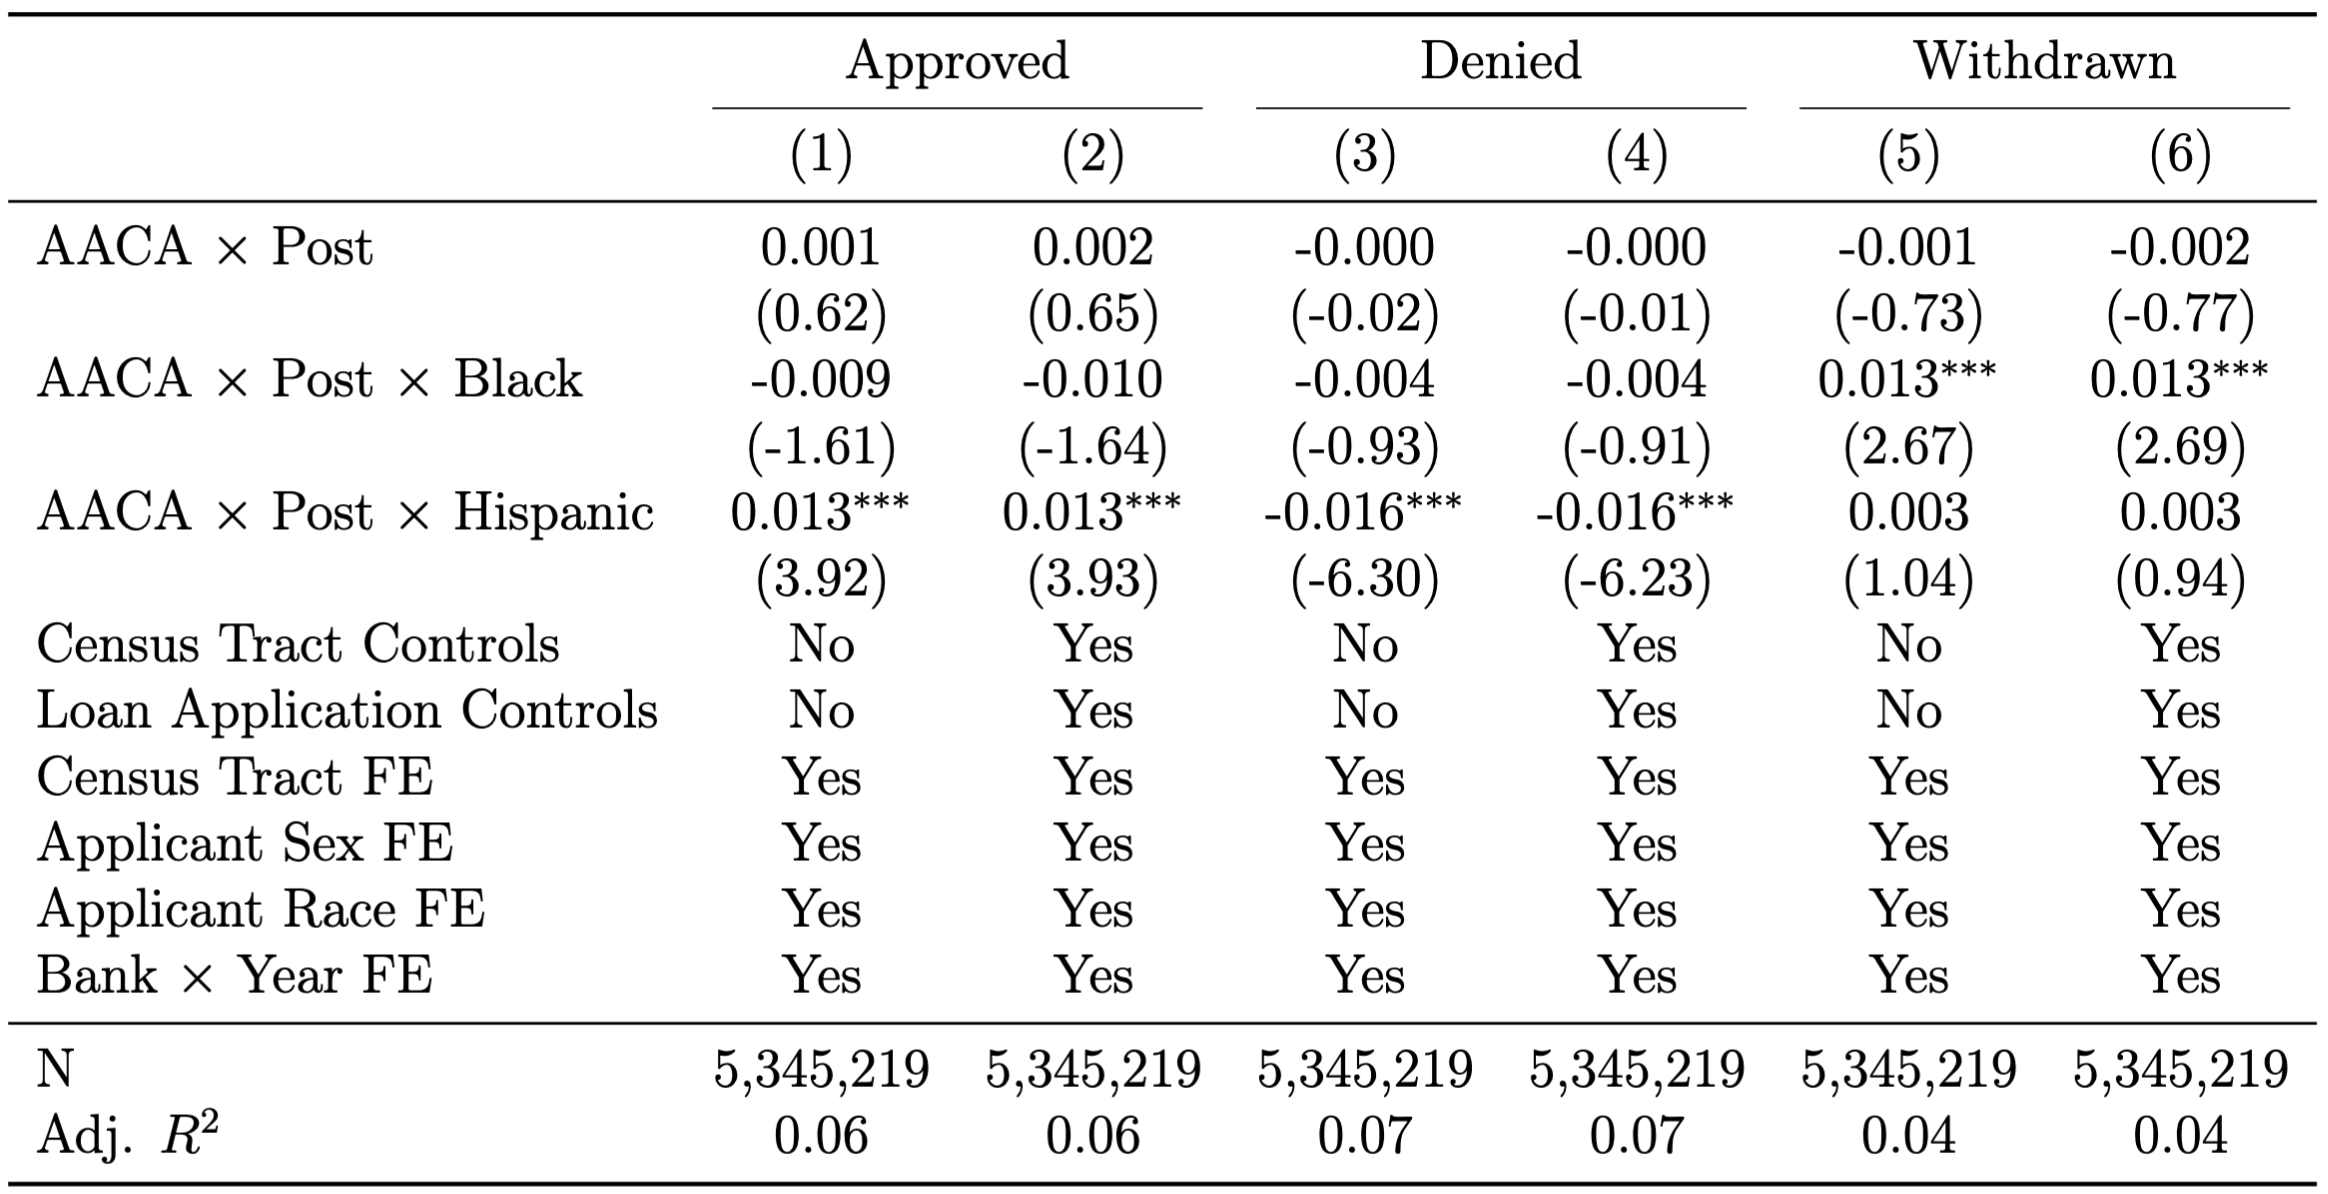 Approved Denied Withdrawn
(1) (2) (3) (4) (5) (6)
AACA × Post 0.001 0.002 -0.000 -0.000 -0.001 -0.002
(0.62) (0.65) (-0.02) (-0.01) (-0.73) (-0.77)
AACA × Post × Black -0.009 -0.010 -0.004 -0.004 0.013*** 0.013***
(-1.61) (-1.64) (-0.93) (-0.91) (2.67) (2.69)
AACA × Post × Hispanic 0.013*** 0.013*** -0.016*** -0.016*** 0.003 0.003
(3.92) (3.93) (-6.30) (-6.23) (1.04) (0.94)
Census Tract Controls No Yes No Yes No Yes
Loan Application Controls No Yes No Yes No Yes
Census Tract FE Yes Yes Yes Yes Yes Yes
Applicant Sex FE Yes Yes Yes Yes Yes Yes
Applicant Race FE Yes Yes Yes Yes Yes Yes
Bank × Year FE Yes Yes Yes Yes Yes Yes
N 5,345,219 5,345,219 5,345,219 5,345,219 5,345,219 5,345,219
Adj. R² 0.06 0.06 0.07 0.07 0.04 0.04